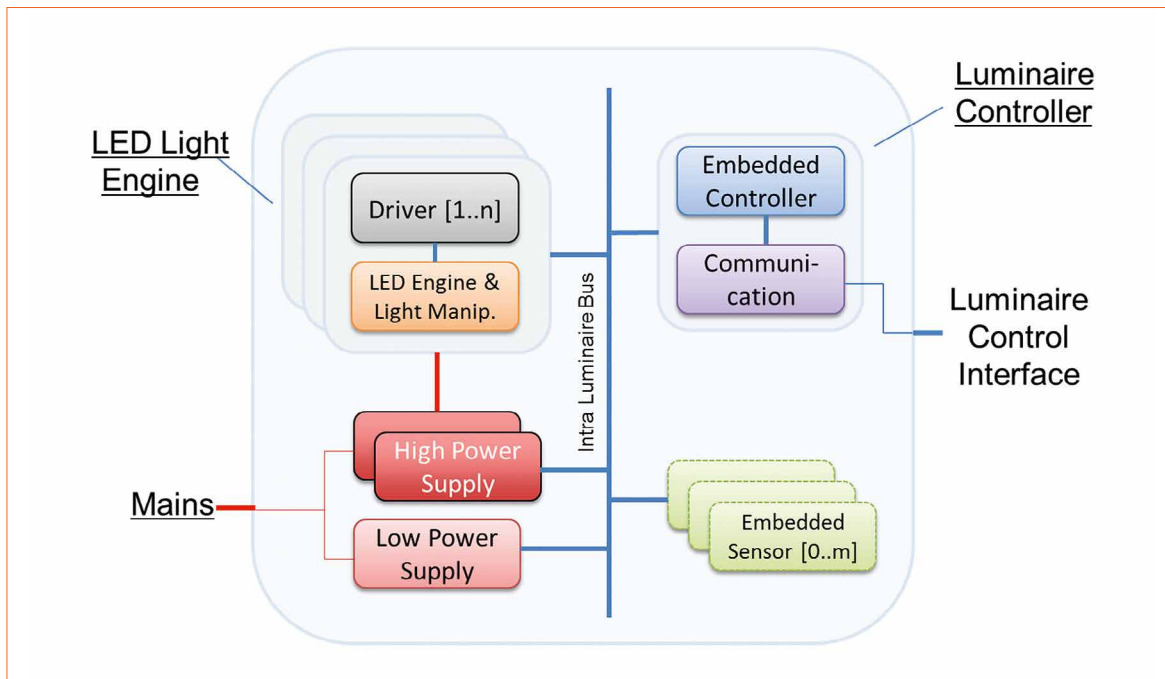 LED Light
Engine
Driver [1..n]
LED Engine &
Light Manip.
High Power
Supply
Mains
Low Power
Supply
Intra Luminaire Bus
Luminaire
Controller
Embedded
Controller
Communi-
cation
Luminaire
Control
Interface
Embedded
Sensor [0..m]